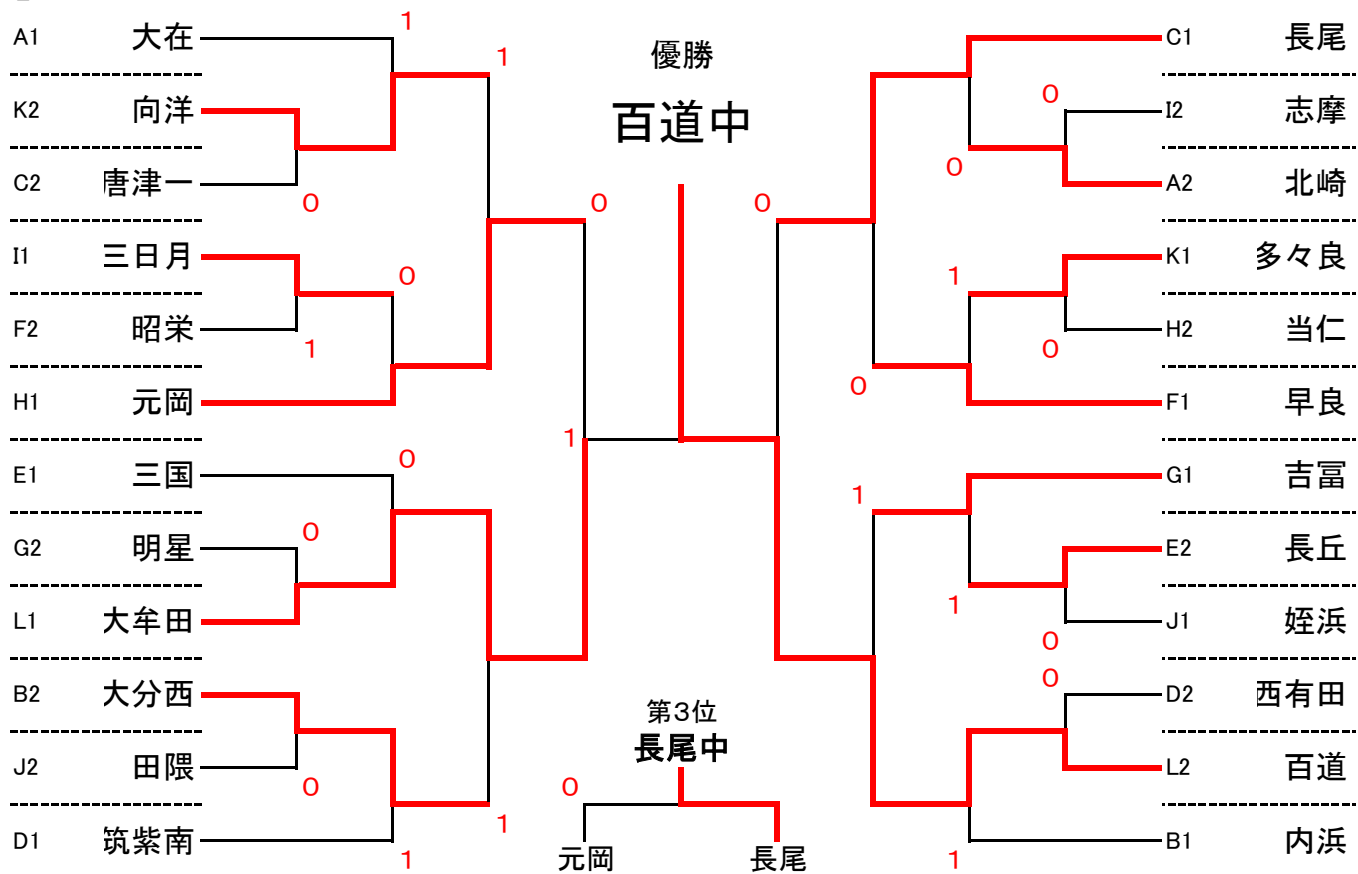 A1 大在
K2 向洋
C2 唐津一
I1 三日月
F2 昭栄
H1 元岡
E1 三国
G2 明星
L1 大牟田
B2 大分西
J2 田隈
D1 筑紫南
1
1
0
0
0
1
1
0
0
0
1
1
優勝
百道中
第3位
長尾中
0
元岡 長尾
0
0
0
1
0
0
1
1
0
0
1
C1 長尾
I2 志摩
A2 北崎
K1 多々良
H2 当仁
F1 早良
G1 吉冨
E2 長丘
J1 姪浜
D2 西有田
L2 百道
B1 内浜